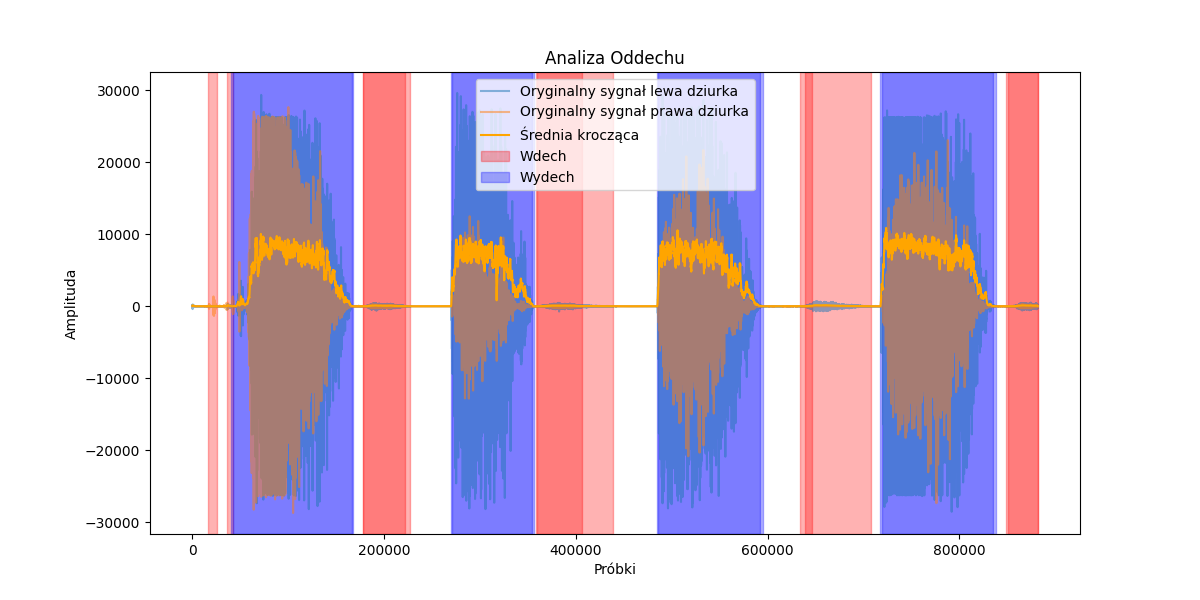 Analiza Oddechu
Oryginalny sygnał lewa dziurka
Oryginalny sygnał prawa dziurka
Średnia krocząca
Wdech
Wydech
30000
20000
10000
0
−10000
−20000
−30000
Amplituda
0 200000 400000 600000 800000
Próbki